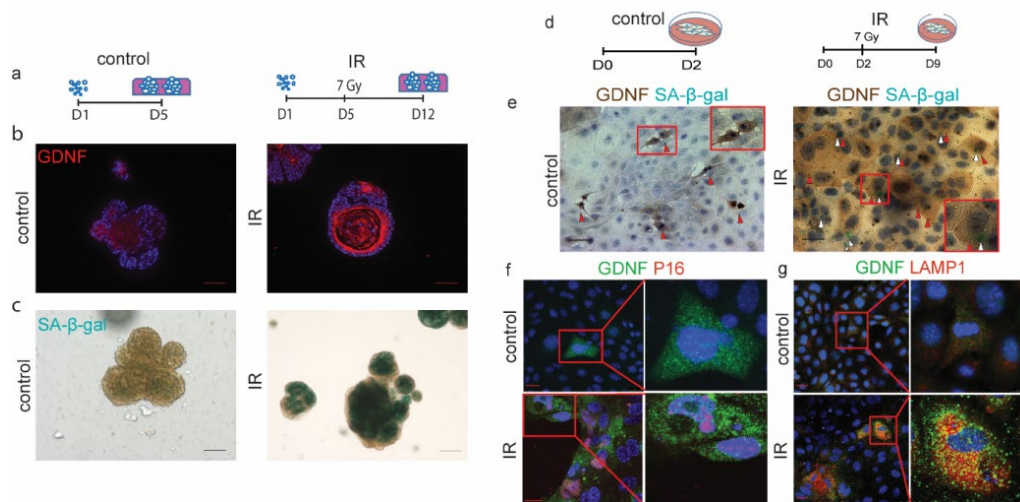 a
control
D1
D5
IR
7 Gy
D1
D5
D12
b
GDNF
control
IR
c
SA-β-gal
control
IR
d
control
D0
D2
IR
7 Gy
D0
D2
D9
e
GDNF SA-β-gal
control
GDNF SA-β-gal
IR
f
GDNF P16
control
IR
g
GDNF LAMP1
control
IR